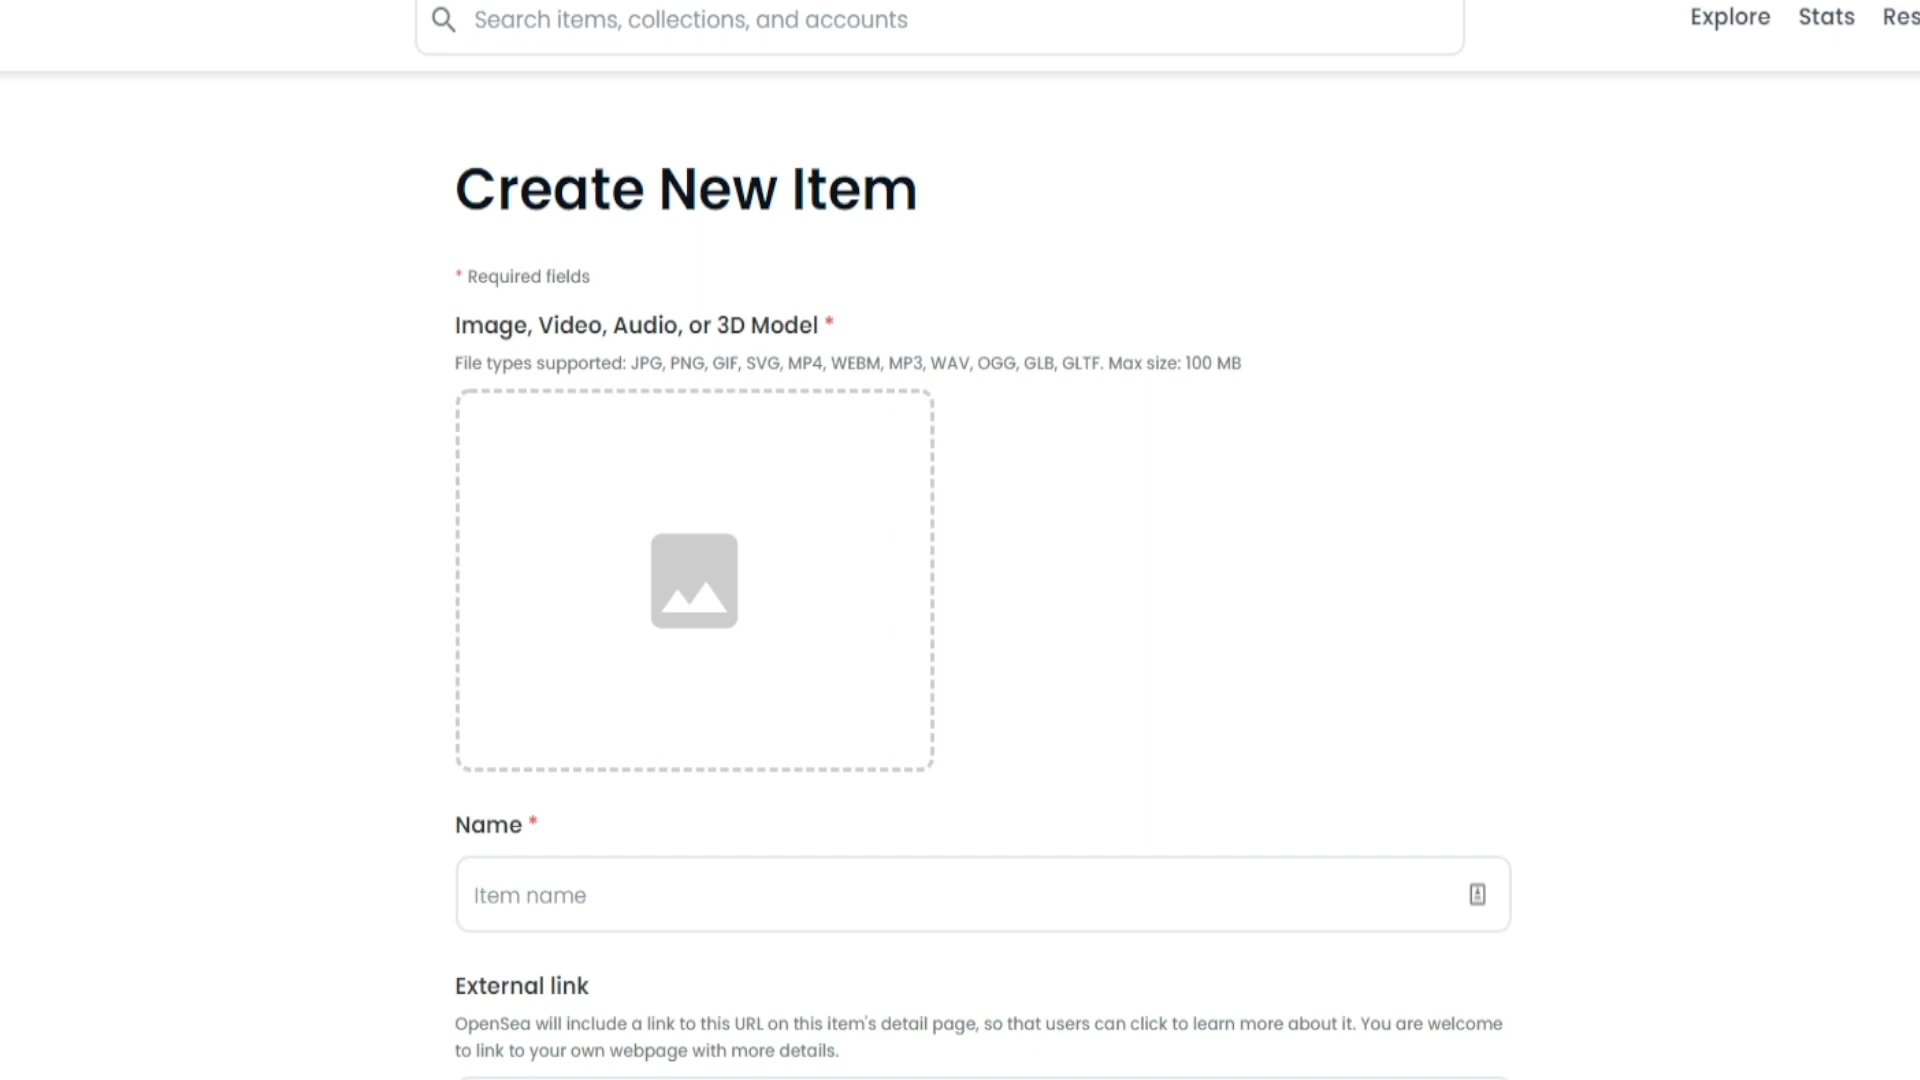 Search items, collections, and accounts
Explore Stats
Create New Item
* Required fields
Image, Video, Audio, or 3D Model *
File types supported: JPG, PNG, GIF, SVG, MP4, WEBM, MP3, WAV, OGG, GLB, GLTF. Max size: 100 MB
Name *
Item name
External link
OpenSea will include a link to this URL on this item's detail page, so that users can click to learn more about it. You are welcome
to link to your own webpage with more details.